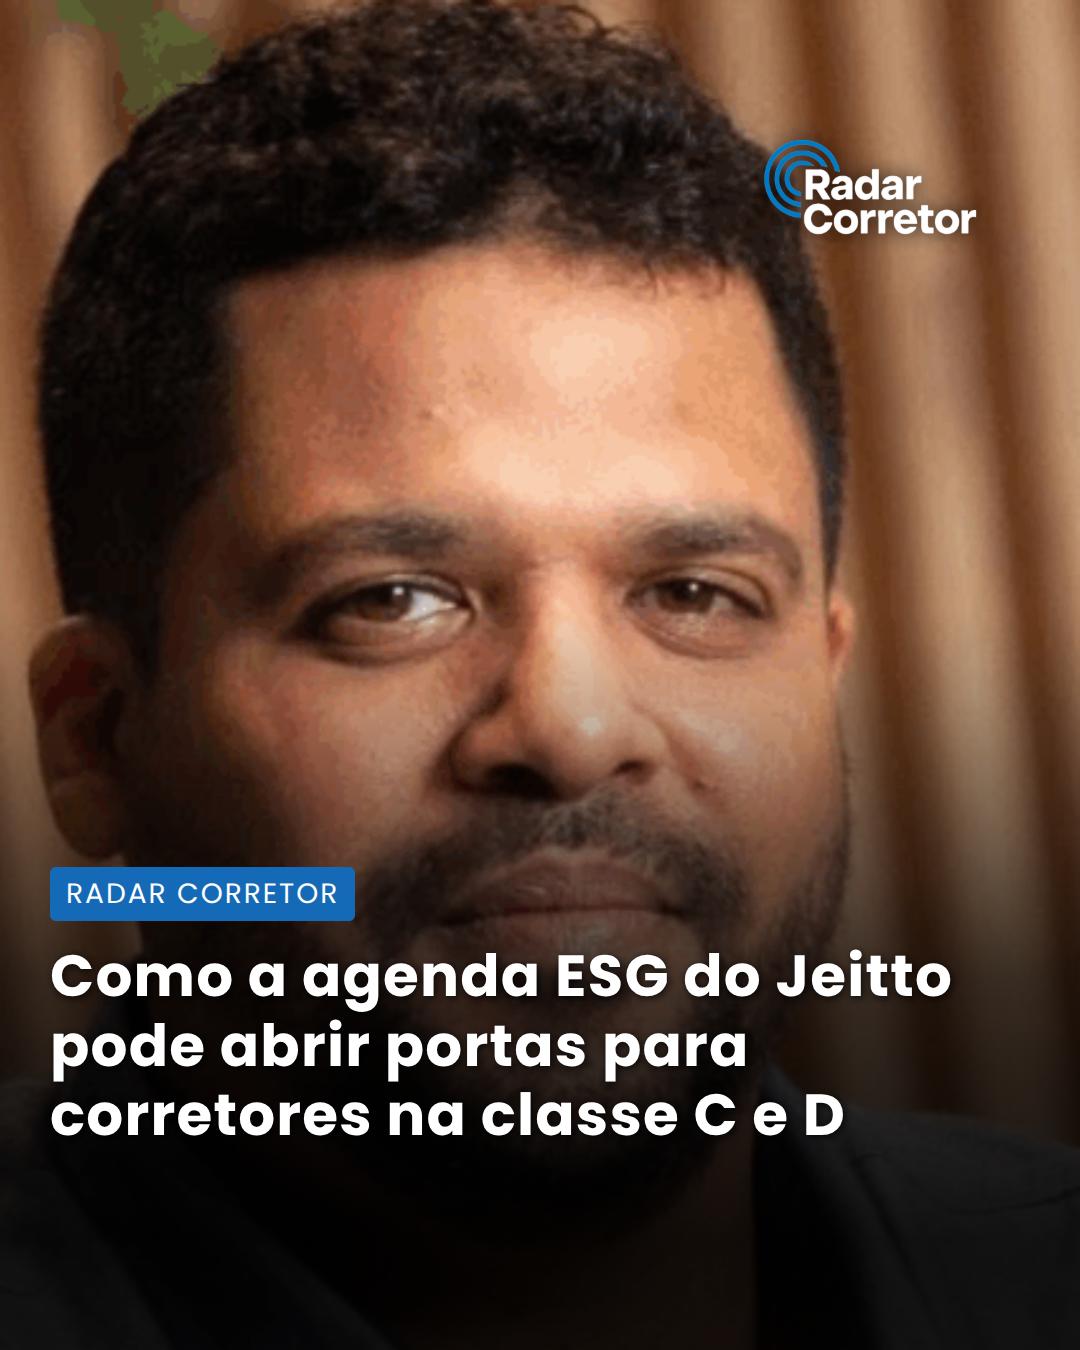 Radar
Corretor
RADAR CORRETOR
Como a agenda ESG do Jeitto
pode abrir portas para
corretores na classe C e D